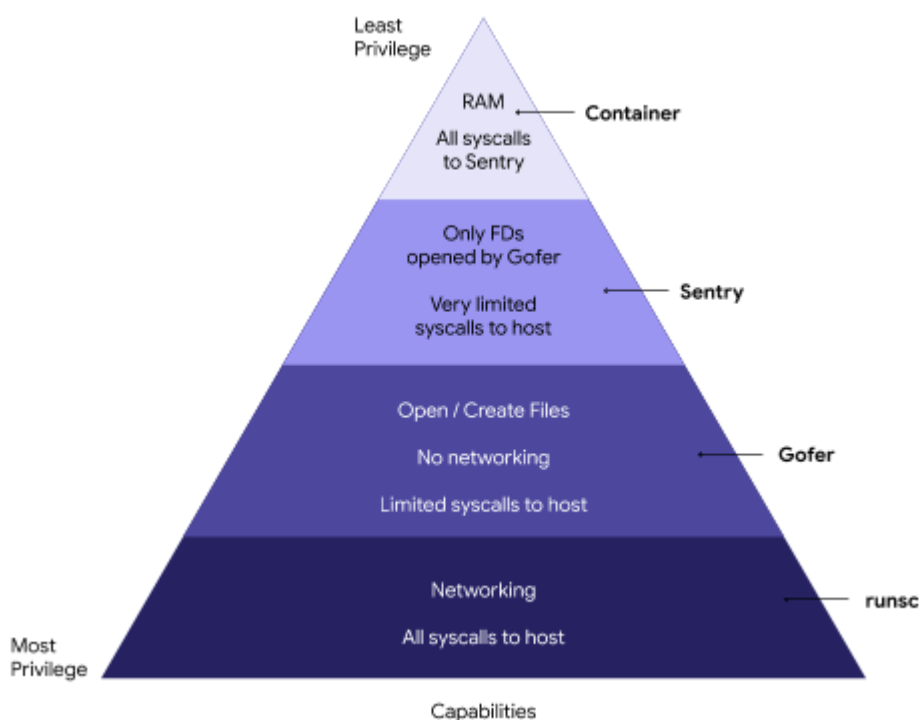 Least
Privilege
RAM
Container
All syscalls
to Sentry
Only FDs
opened by Gofer
Sentry
Very limited
syscalls to host
Open / Create Files
No networking
Gofer
Limited syscalls to host
Networking
runsc
All syscalls to host
Most
Privilege
Capabilities